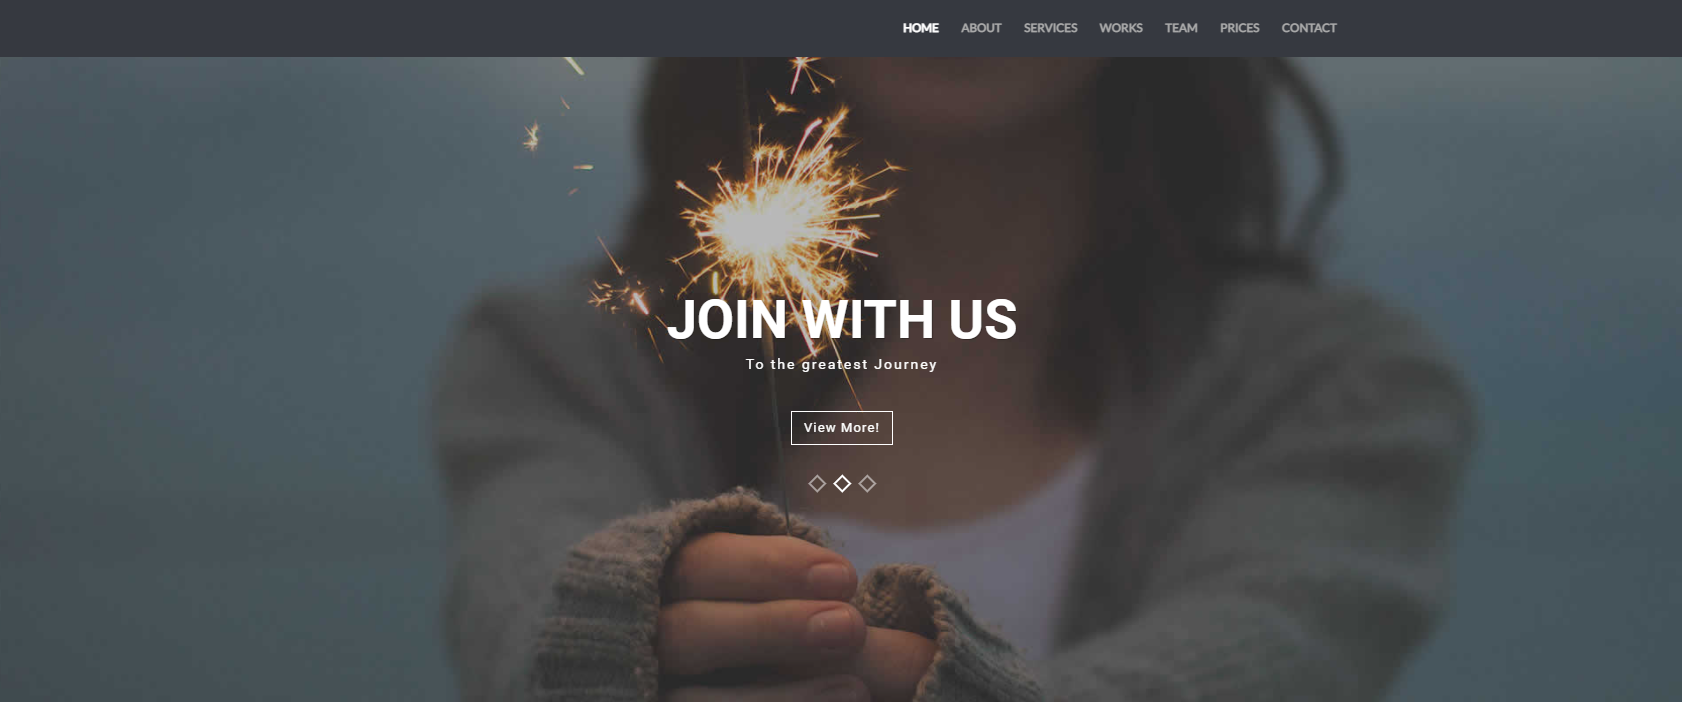 HOME ABOUT SERVICES WORKS TEAM PRICES CONTACT
JOIN WITH US
To the greatest Journey
View More!